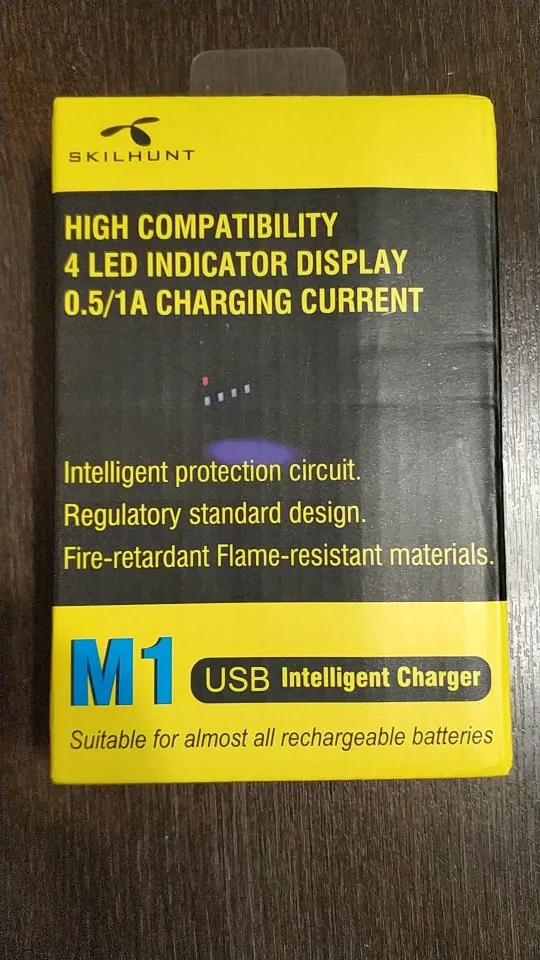 SKILHUNT
HIGH COMPATIBILITY
4 LED INDICATOR DISPLAY
0.5/1A CHARGING CURRENT
Intelligent protection circuit.
Regulatory standard design.
Fire-retardant Flame-resistant materials.
M1 USB Intelligent Charger
Suitable for almost all rechargeable batteries